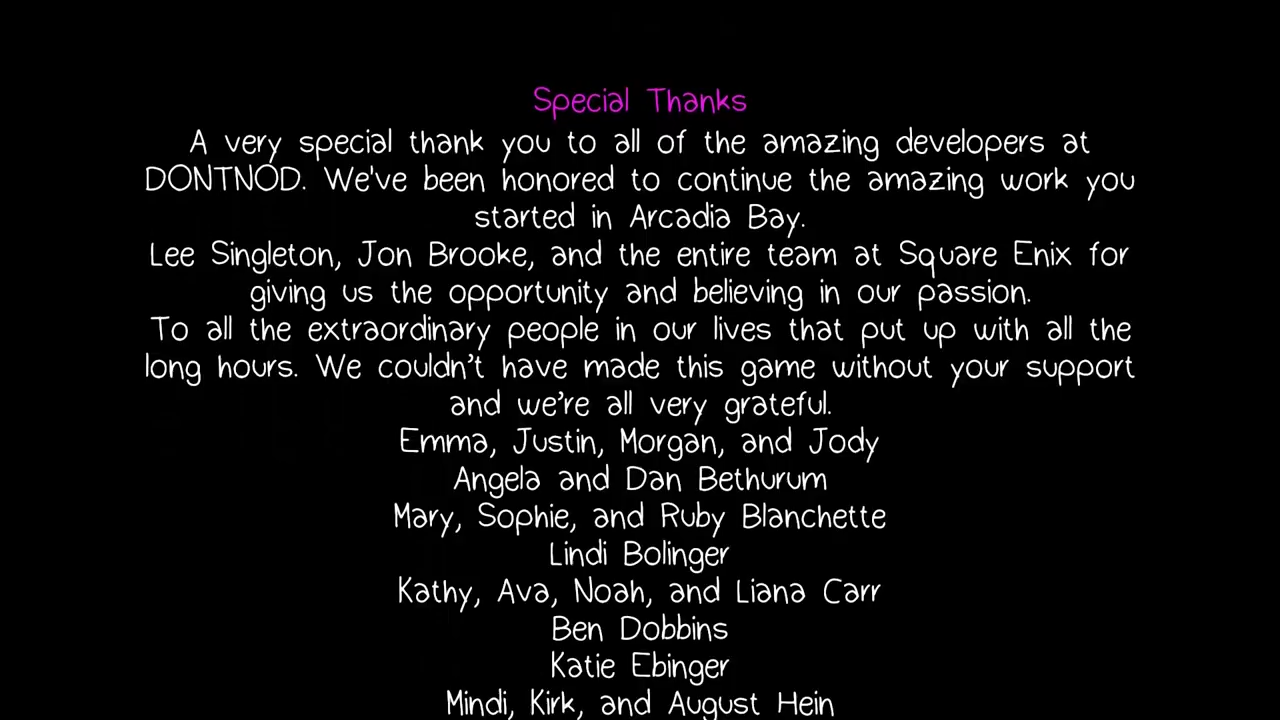 Special Thanks
A very special thank you to all of the amazing developers at
DONTNOD. We've been honored to continue the amazing work you
started in Arcadia Bay.
Lee Singleton, Jon Brooke, and the entire team at Square Enix for
giving us the opportunity and believing in our passion.
To all the extraordinary people in our lives that put up with all the
long hours. We couldn’t have made this game without your support
and we’re all very grateful.
Emma, Justin, Morgan, and Jody
Angela and Dan Bethurum
Mary, Sophie, and Ruby Blanchette
Lindi Bolinger
Kathy, Ava, Noah, and Liana Carr
Ben Dobbins
Katie Ebinger
Mindi, Kirk, and August Hein